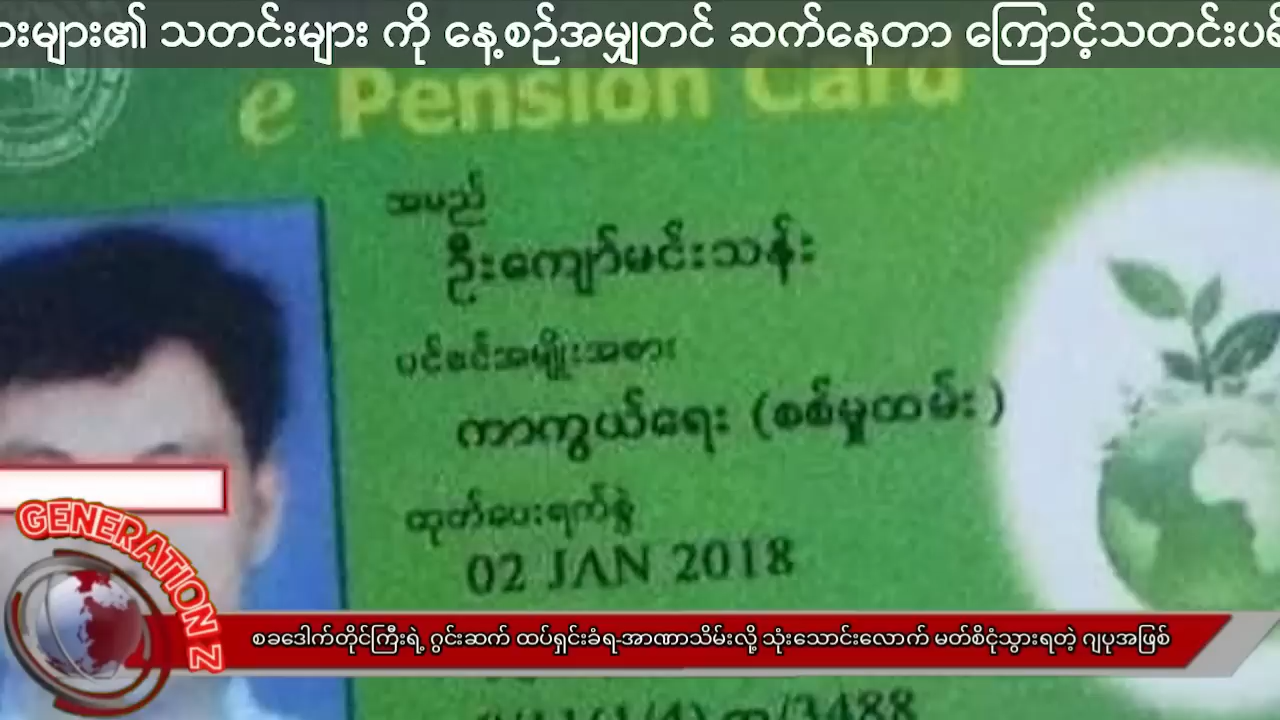 းများ၏ သတင်းများ ကို နေ့စဉ်အမျှတင် ဆက်နေတာ ကြောင့်သတင်းပရိ
e Pension Card
အမည်
ဦးကျော်မင်းသန်း
ပင်စင်အမျိုးအစား
ကာကွယ်ရေး (စစ်မှုထမ်း)
ထုတ်ပေးရက်စွဲ
02 JAN 2018
GENERATION Z
စခဒေါက်တိုင်ကြီးရဲ့ ဂွင်းဆက် ထပ်ရှင်းခံရ-အာဏာသိမ်းလို့ သုံးသောင်းလောက် မတ်စိငုံသွားရတဲ့ ဂျပုအဖြစ်